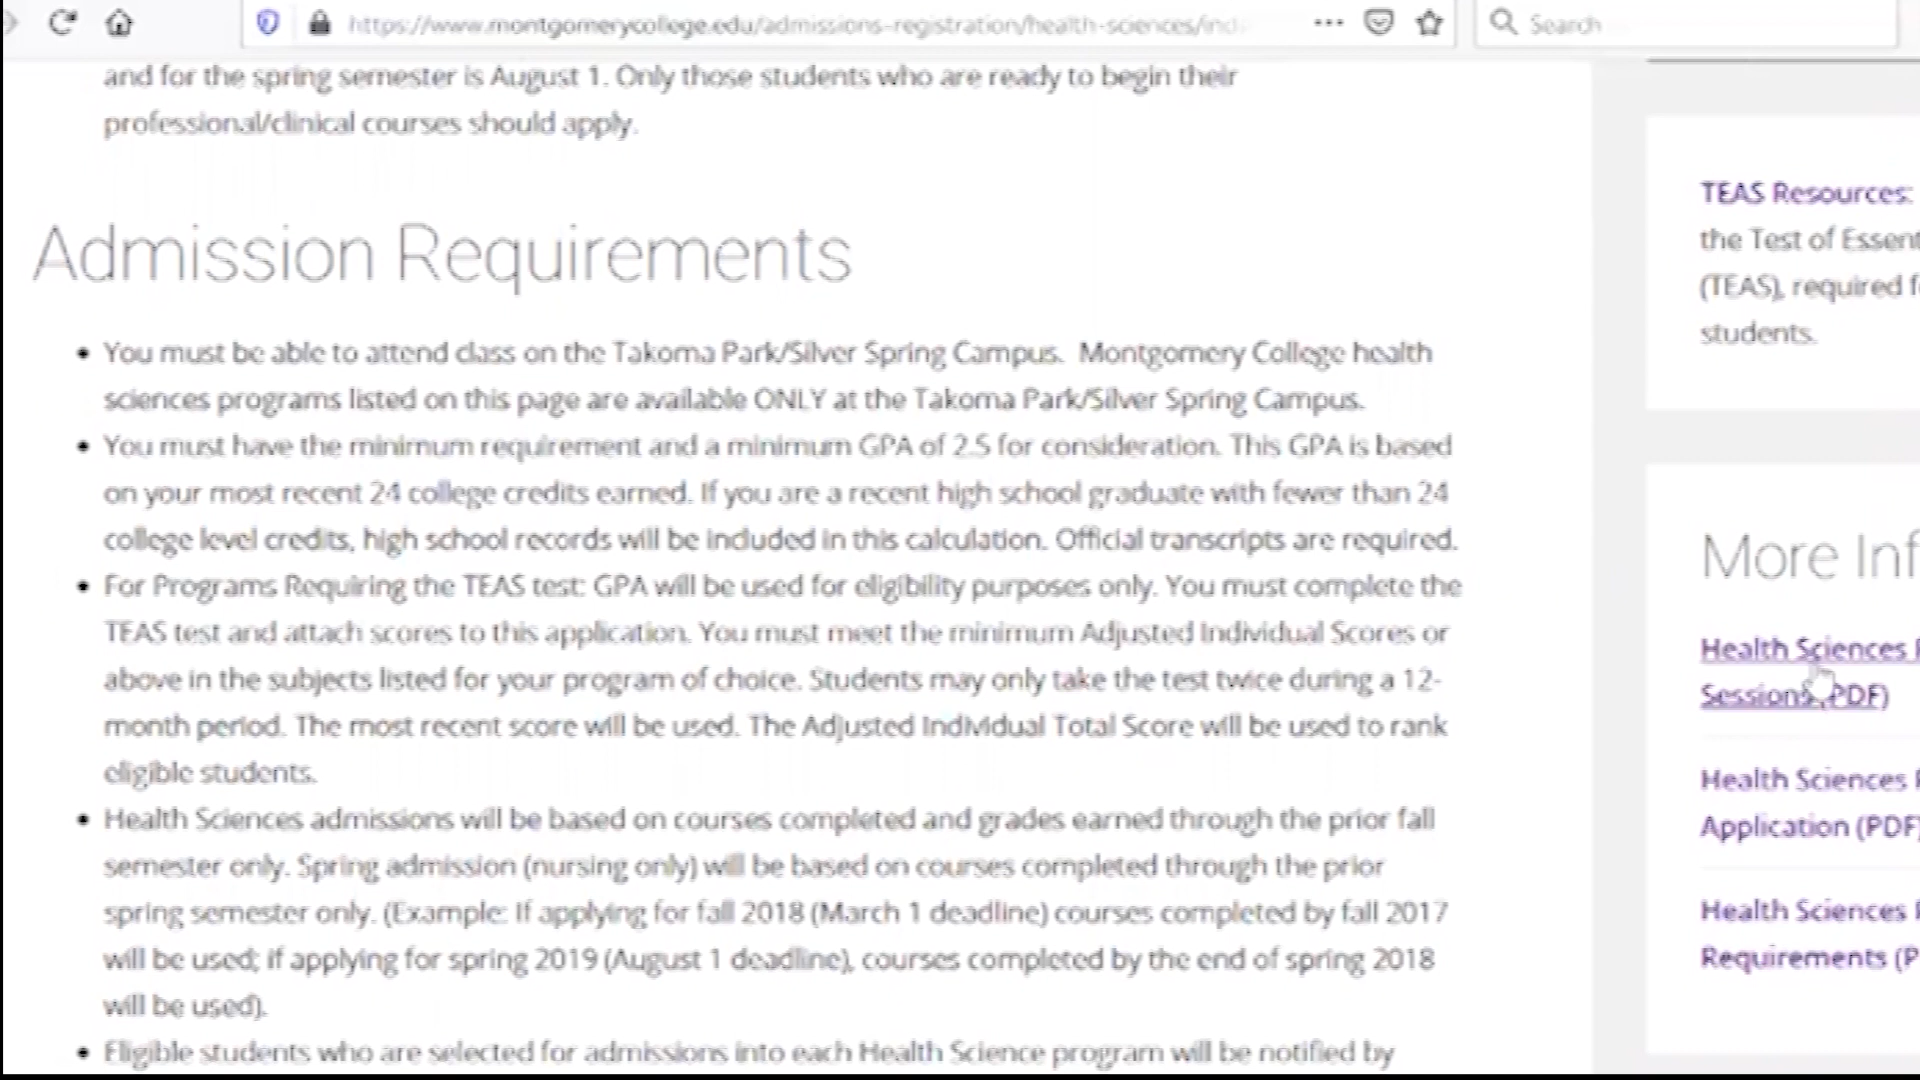 https://www.montgomerycollege.edu/admissions-registration/health-sciences/ind
Search
and for the spring semester is August 1. Only those students who are ready to begin their
professional/clinical courses should apply.
Admission Requirements
• You must be able to attend class on the Takoma Park/Silver Spring Campus. Montgomery College health
sciences programs listed on this page are available ONLY at the Takoma Park/Silver Spring Campus.
• You must have the minimum requirement and a minimum GPA of 2.5 for consideration. This GPA is based
on your most recent 24 college credits earned. If you are a recent high school graduate with fewer than 24
college level credits, high school records will be included in this calculation. Official transcripts are required.
• For Programs Requiring the TEAS test: GPA will be used for eligibility purposes only. You must complete the
TEAS test and attach scores to this application. You must meet the minimum Adjusted Individual Scores or
above in the subjects listed for your program of choice. Students may only take the test twice during a 12-
month period. The most recent score will be used. The Adjusted Individual Total Score will be used to rank
eligible students.
• Health Sciences admissions will be based on courses completed and grades earned through the prior fall
semester only. Spring admission (nursing only) will be based on courses completed through the prior
spring semester only. (Example: If applying for fall 2018 (March 1 deadline) courses completed by fall 2017
will be used; if applying for spring 2019 (August 1 deadline), courses completed by the end of spring 2018
will be used).
• Eligible students who are selected for admissions into each Health Science program will be notified by
TEAS Resources:
the Test of Essent
(TEAS), required f
students.
More Inf
Health Sciences
Sessions (PDF)
Health Sciences
Application (PDF)
Health Sciences
Requirements (P